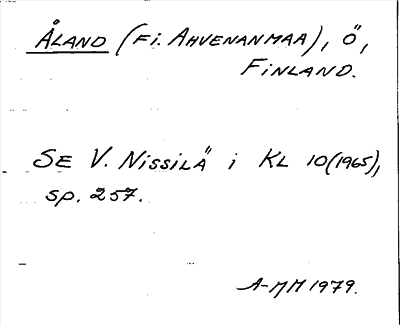 ÅLAND (Fi. AHVENANMAA), Ö,
FINLAND.
SE V. NISSILÄ i KL 10(1965),
sp. 257.
A-MM 1979.